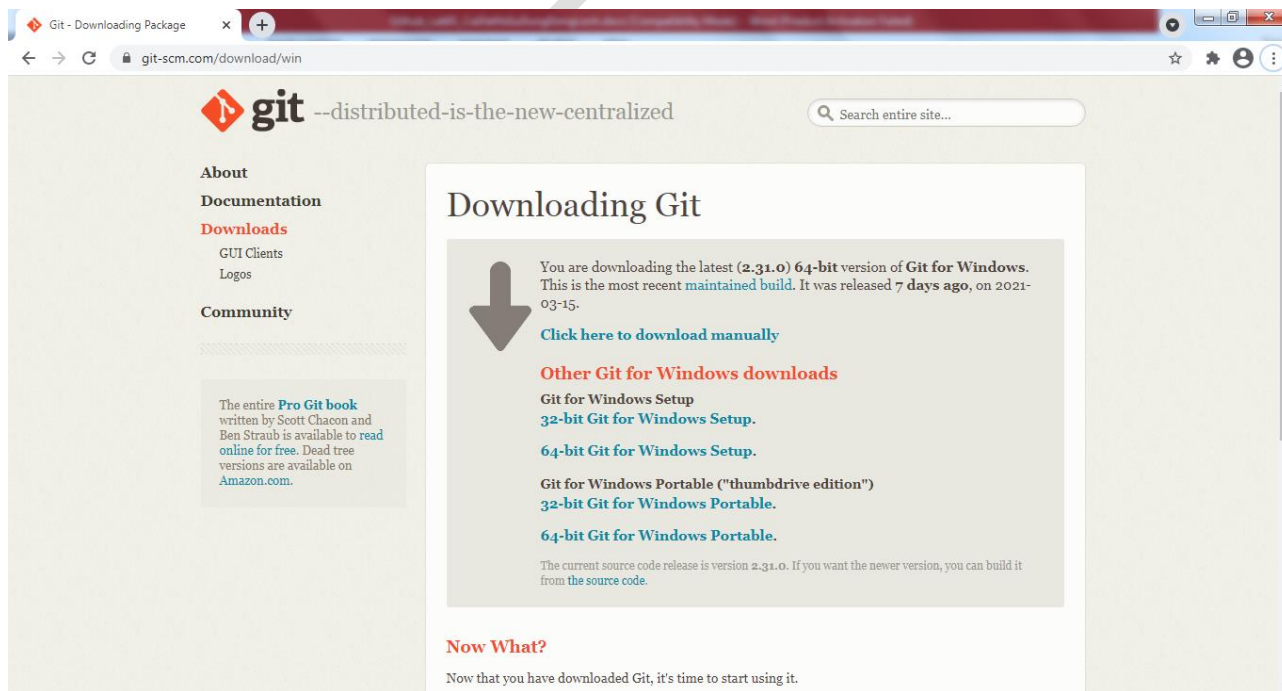 Git - Downloading Package
git-scm.com/download/win
git --distributed-is-the-new-centralized
Search entire site...
About
Documentation
Downloads
GUI Clients
Logos
Community
The entire Pro Git book
written by Scott Chacon and
Ben Straub is available to read
online for free. Dead tree
versions are available on
Amazon.com.
Downloading Git
You are downloading the latest (2.31.0) 64-bit version of Git for Windows.
This is the most recent maintained build. It was released 7 days ago, on 2021-
03-15.
Click here to download manually
Other Git for Windows downloads
Git for Windows Setup
32-bit Git for Windows Setup.
64-bit Git for Windows Setup.
Git for Windows Portable ("thumbdrive edition")
32-bit Git for Windows Portable.
64-bit Git for Windows Portable.
The current source code release is version 2.31.0. If you want the newer version, you can build it
from the source code.
Now What?
Now that you have downloaded Git, it's time to start using it.